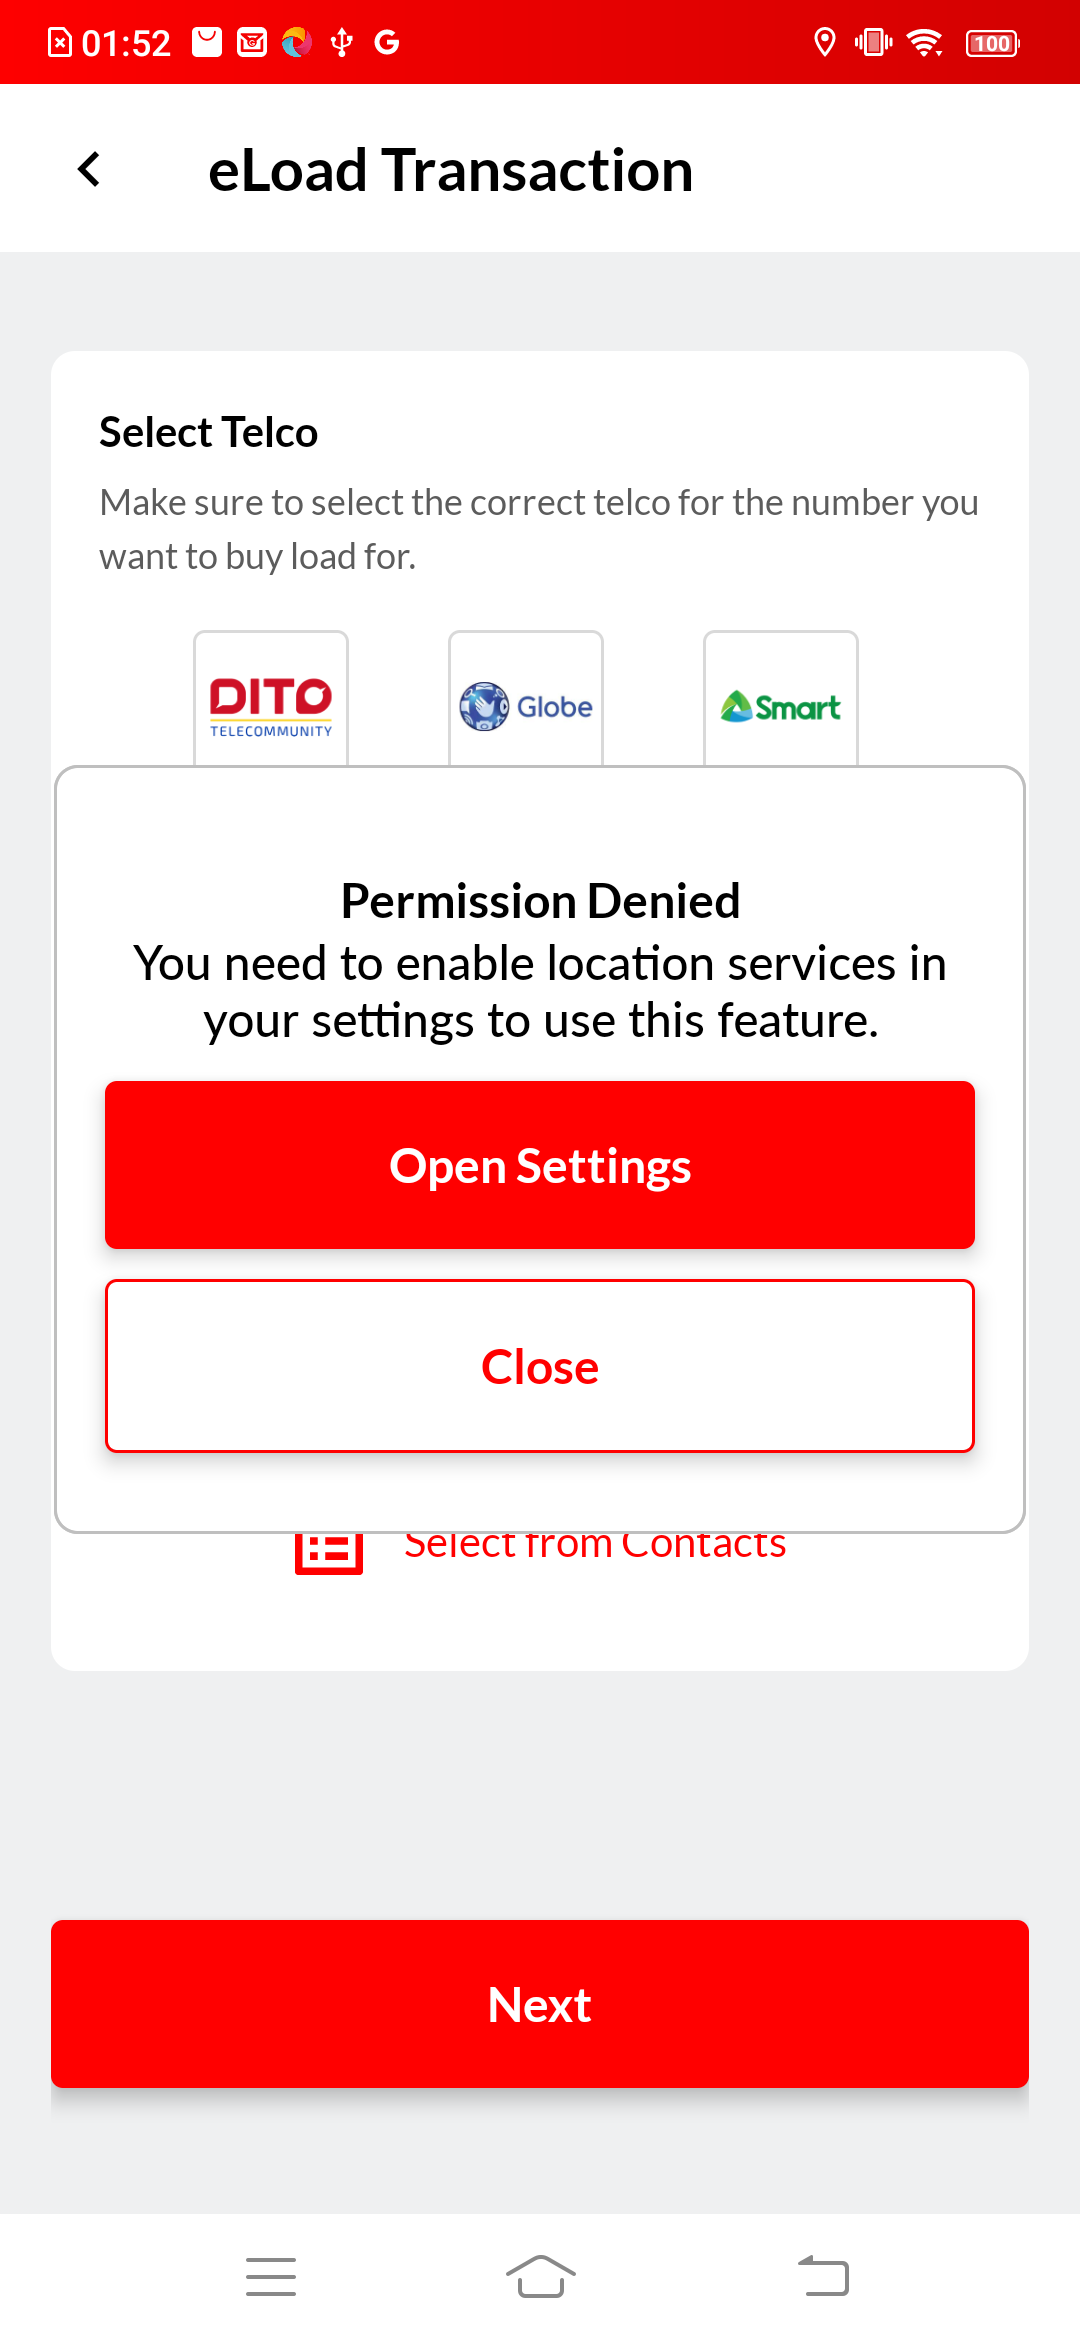 01:52
100
eLoad Transaction
Select Telco
Make sure to select the correct telco for the number you
want to buy load for.
DITO
TELECOMMUNITY
Globe
Smart
Permission Denied
You need to enable location services in
your settings to use this feature.
Open Settings
Close
Select from Contacts
Next